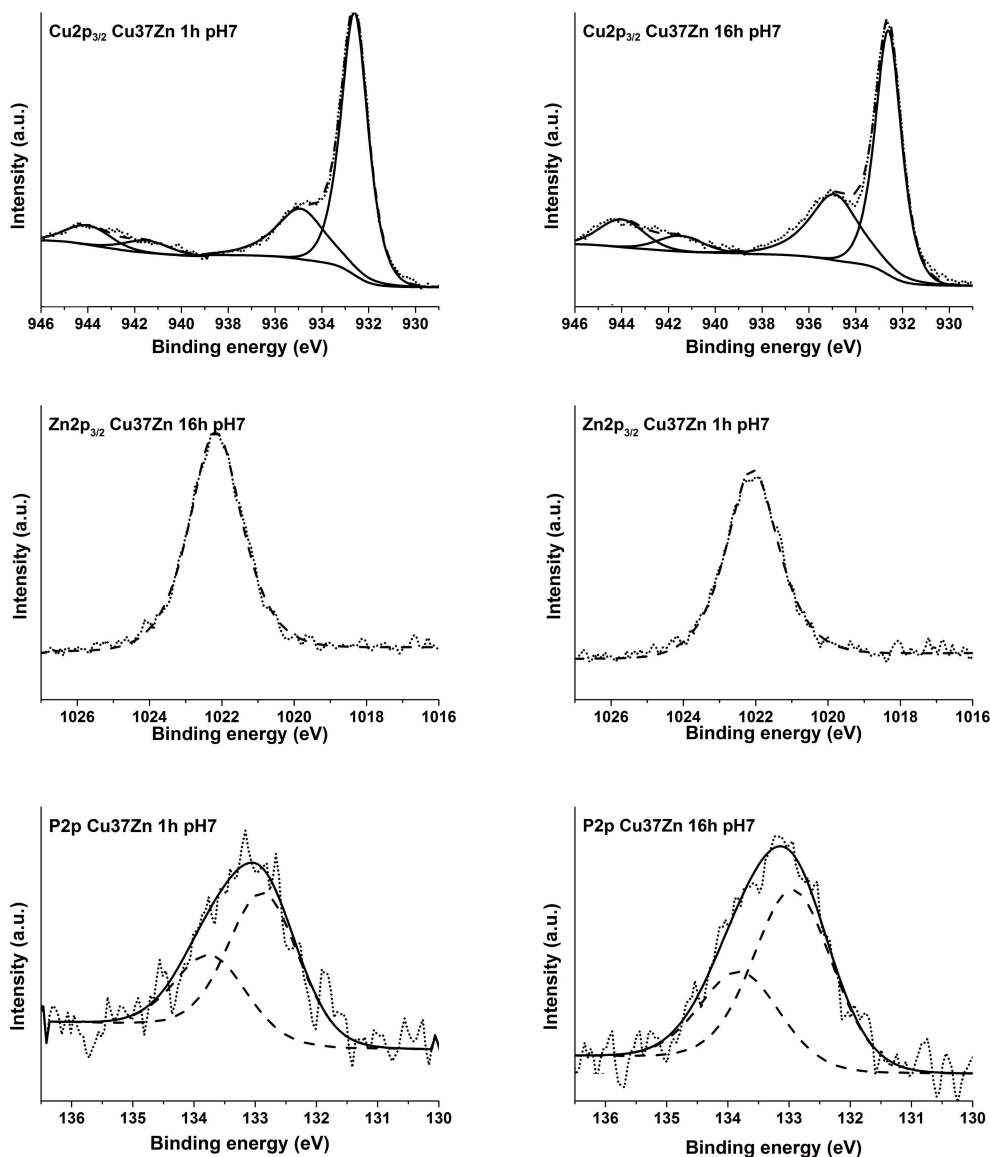 Cu2p3/2 Cu37Zn 1h pH7
Intensity (a.u.)
946 944 942 940 938 936 934 932 930
Binding energy (eV)
Cu2p3/2 Cu37Zn 16h pH7
Intensity (a.u.)
946 944 942 940 938 936 934 932 930
Binding energy (eV)
Zn2p3/2 Cu37Zn 16h pH7
Intensity (a.u.)
1026 1024 1022 1020 1018 1016
Binding energy (eV)
Zn2p3/2 Cu37Zn 1h pH7
Intensity (a.u.)
1026 1024 1022 1020 1018 1016
Binding energy (eV)
P2p Cu37Zn 1h pH7
Intensity (a.u.)
136 135 134 133 132 131 130
Binding energy (eV)
P2p Cu37Zn 16h pH7
Intensity (a.u.)
136 135 134 133 132 131 130
Binding energy (eV)